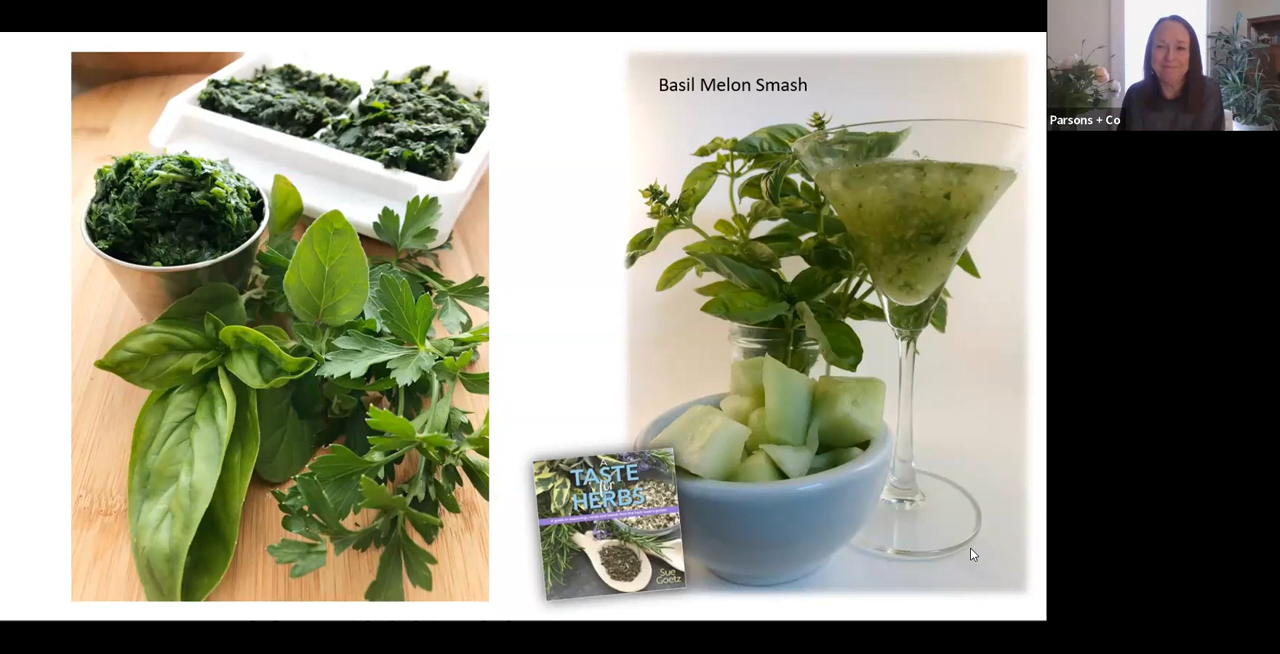 Basil Melon Smash
Parsons + Co
A
TASTE
for
HERBS
Sue
Goetz